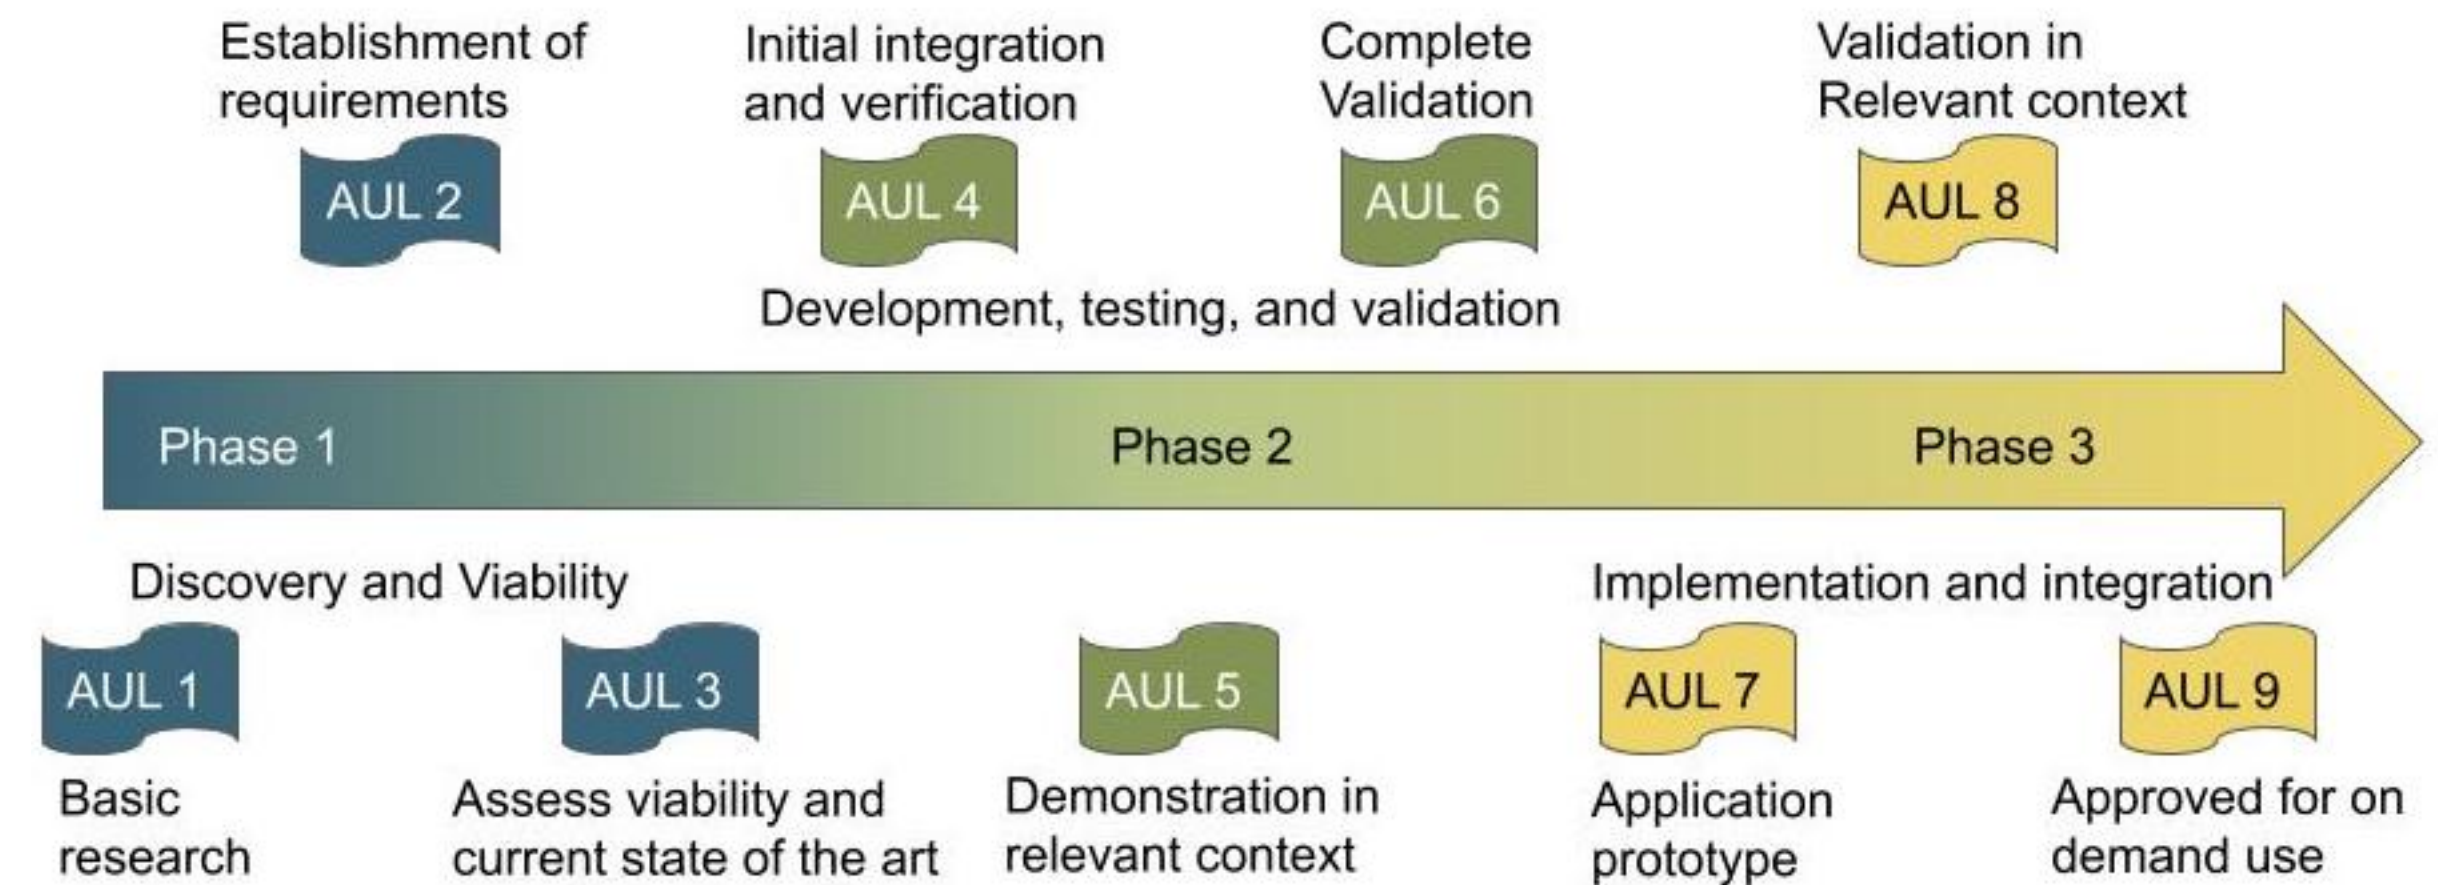 Establishment of
requirements
Initial integration
and verification
Complete
Validation
Validation in
Relevant context
AUL 2
AUL 4
AUL 6
AUL 8
Development, testing, and validation
Phase 1
Phase 2
Phase 3
Discovery and Viability
Implementation and integration
AUL 1
AUL 3
AUL 5
AUL 7
AUL 9
Basic
research
Assess viability and
current state of the art
Demonstration in
relevant context
Application
prototype
Approved for on
demand use